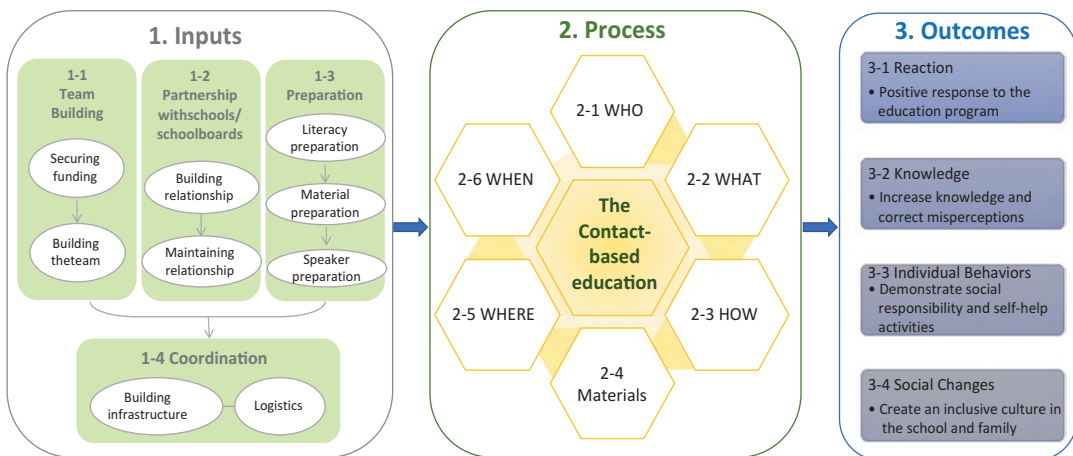 1. Inputs
1-1
Team
Building
Securing
funding
Building
theteam
1-2
Partnership
withschools/
schoolboards
Building
relationship
Maintaining
relationship
1-3
Preparation
Literacy
preparation
Material
preparation
Speaker
preparation
1-4 Coordination
Building
infrastructure
Logistics
2. Process
2-1 WHO
2-2 WHAT
2-3 HOW
2-4
Materials
2-5 WHERE
2-6 WHEN
The
Contact-
based
education
3. Outcomes
3-1 Reaction
• Positive response to the
education program
3-2 Knowledge
• Increase knowledge and
correct misperceptions
3-3 Individual Behaviors
• Demonstrate social
responsibility and self-help
activities
3-4 Social Changes
• Create an inclusive culture in
the school and family